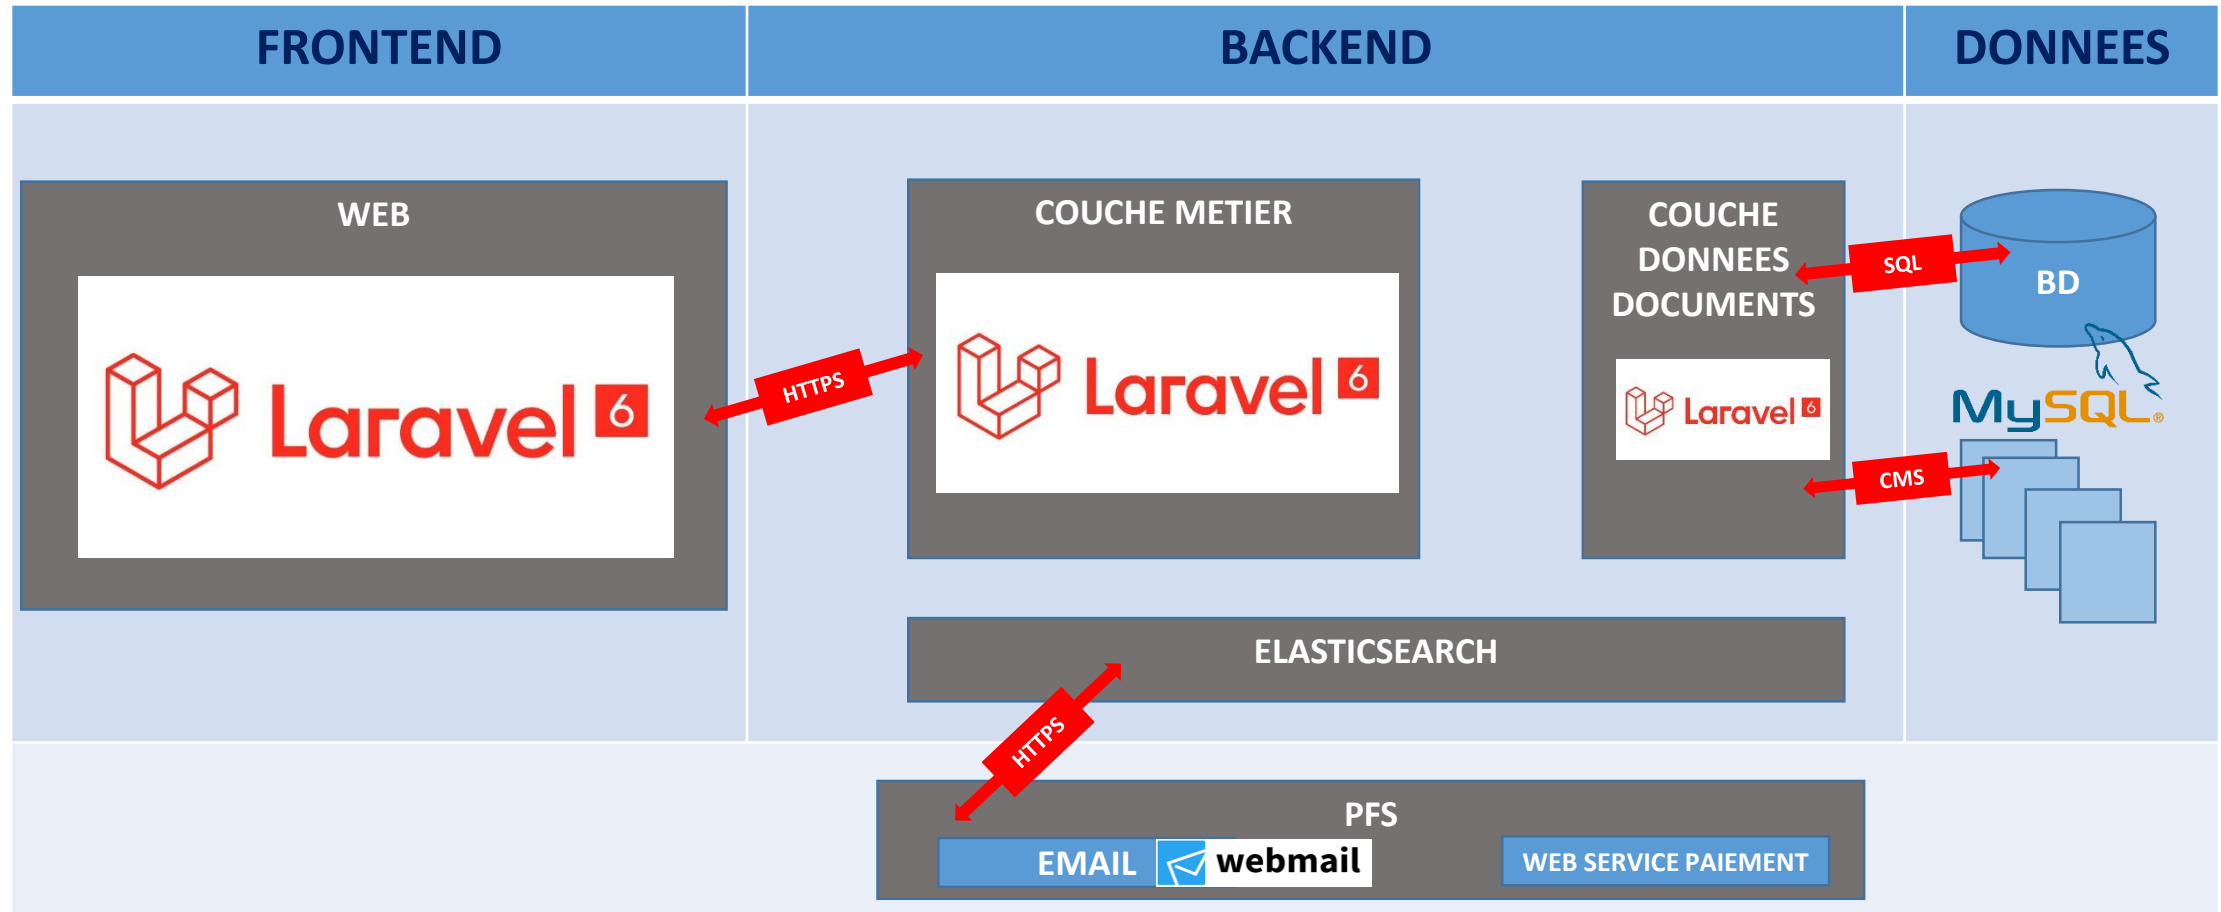 FRONTEND
BACKEND
DONNEES
WEB
Laravel 6
HTTPS
COUCHE METIER
Laravel 6
COUCHE
DONNEES
DOCUMENTS
Laravel 6
SQL
BD
MySQL®
CMS
ELASTICSEARCH
HTTPS
PFS
EMAIL
webmail
WEB SERVICE PAIEMENT